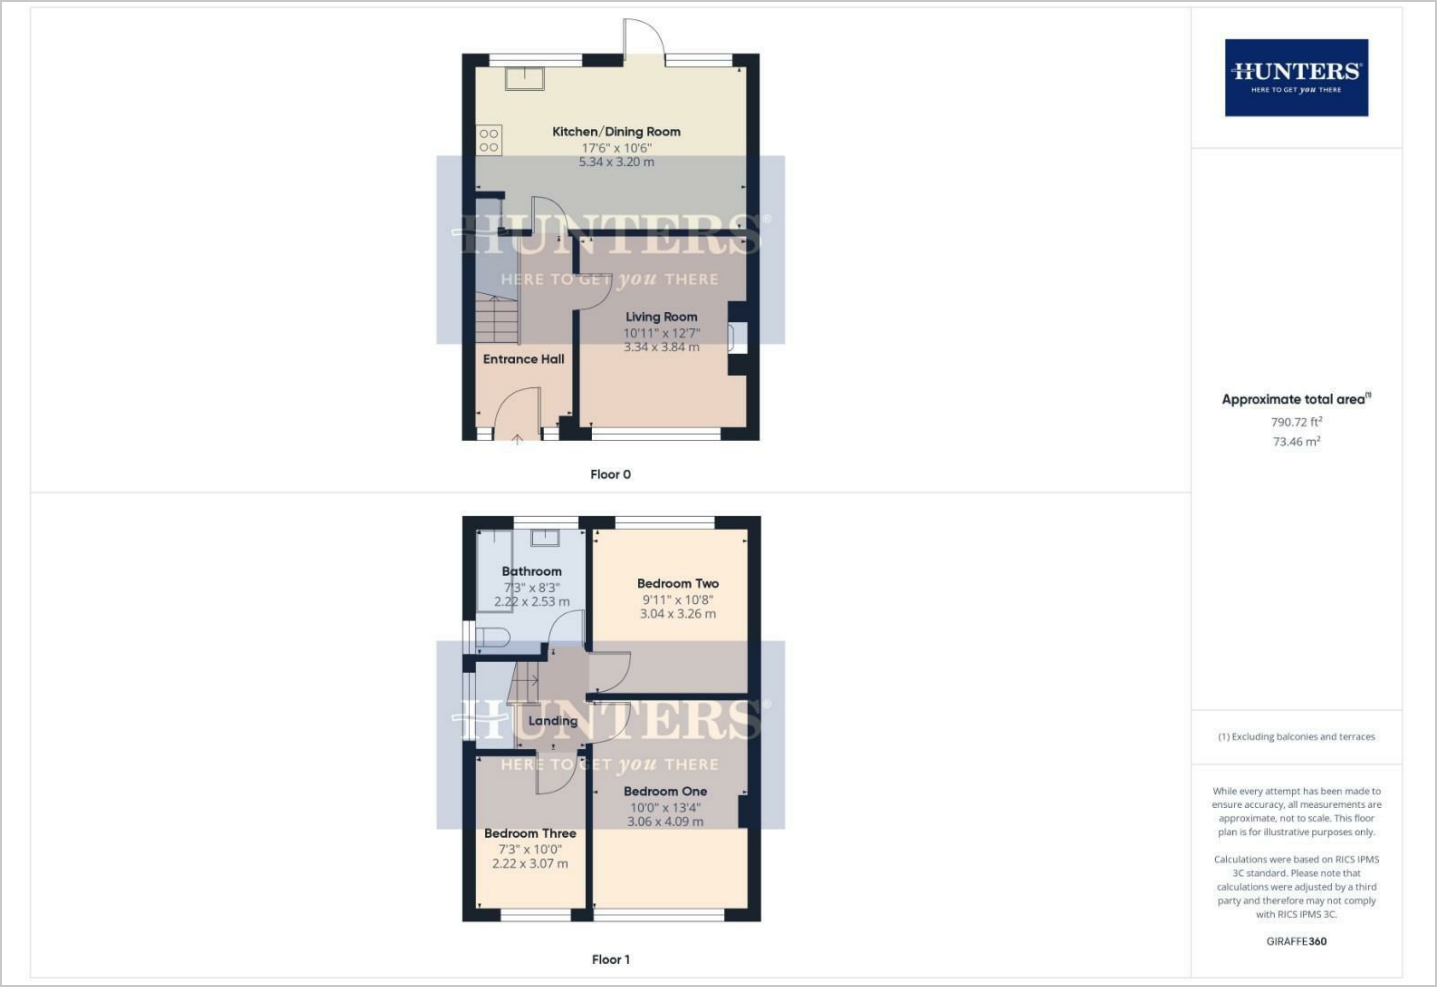 Kitchen/Dining Room
17'6" x 10'6"
5.34 x 3.20 m
HUNTERS®
HERE TO GET you THERE
Living Room
10'11" x 12'7"
3.34 x 3.84 m
Entrance Hall
Floor 0
Bathroom
7'3" x 8'3"
2.22 x 2.53 m
Bedroom Two
9'11" x 10'8"
3.04 x 3.26 m
HUNTERS®
Landing
HERE TO GET you THERE
Bedroom One
10'0" x 13'4"
3.06 x 4.09 m
Bedroom Three
7'3" x 10'0"
2.22 x 3.07 m
Floor 1
HUNTERS®
HERE TO GET you THERE
Approximate total area(1)
790.72 ft²
73.46 m²
(1) Excluding balconies and terraces
While every attempt has been made to
ensure accuracy, all measurements are
approximate, not to scale. This floor
plan is for illustrative purposes only.
Calculations were based on RICS IPMS
3C standard. Please note that
calculations were adjusted by a third
party and therefore may not comply
with RICS IPMS 3C.
GIRAFFE360